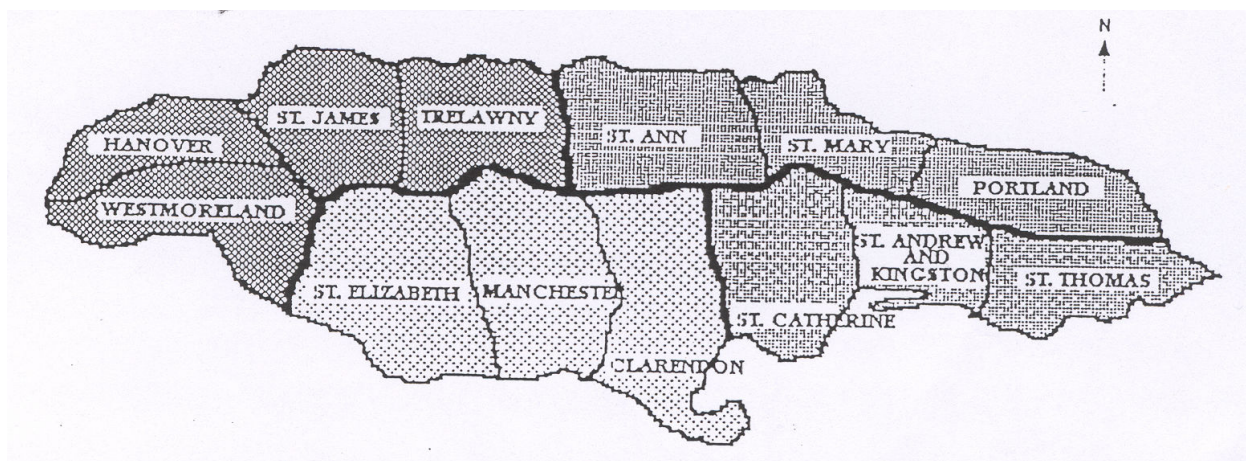 N
ST. JAMES
TRELAWNY
ST. ANN
ST. MARY
HANOVER
WESTMORELAND
PORTLAND
ST. ELIZABETH
MANCHESTE
CLARENDON
ST. CATHERINE
ST. ANDREW
AND
KINGSTON
ST. THOMAS